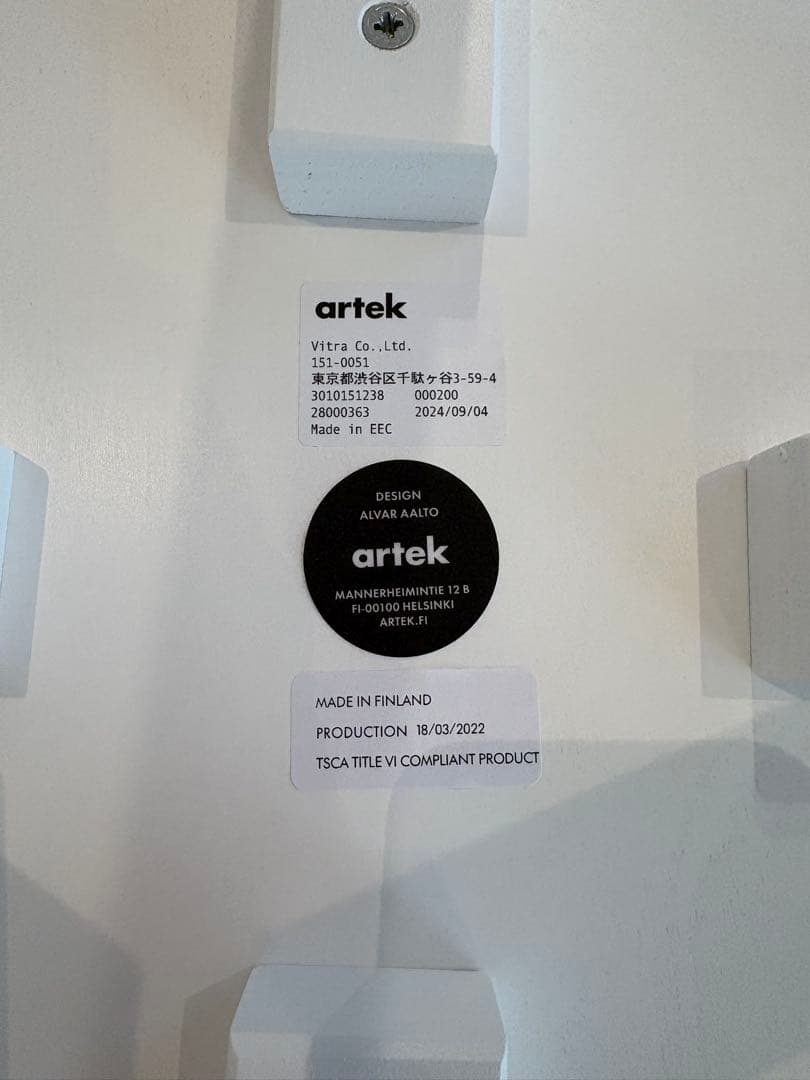 artek
Vitra Co.,Ltd.
151-0051
東京都渋谷区千駄ヶ谷3-59-4
3010151238 000200
28000363 2024/09/04
Made in EEC
DESIGN
ALVAR AALTO
artek
MANNERHEIMINTIE 12 B
FI-00100 HELSINKI
ARTEK.FI
MADE IN FINLAND
PRODUCTION 18/03/2022
TSCA TITLE VI COMPLIANT PRODUCT